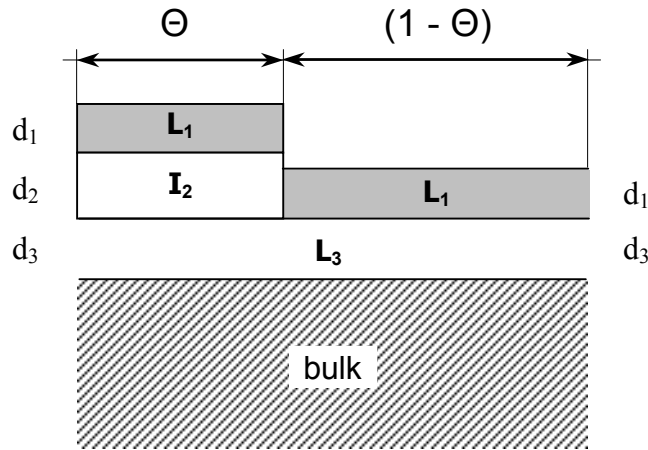 Θ (1 - Θ)
d₁ L₁
d₂ I₂ L₁ d₁
d₃ L₃ d₃
bulk